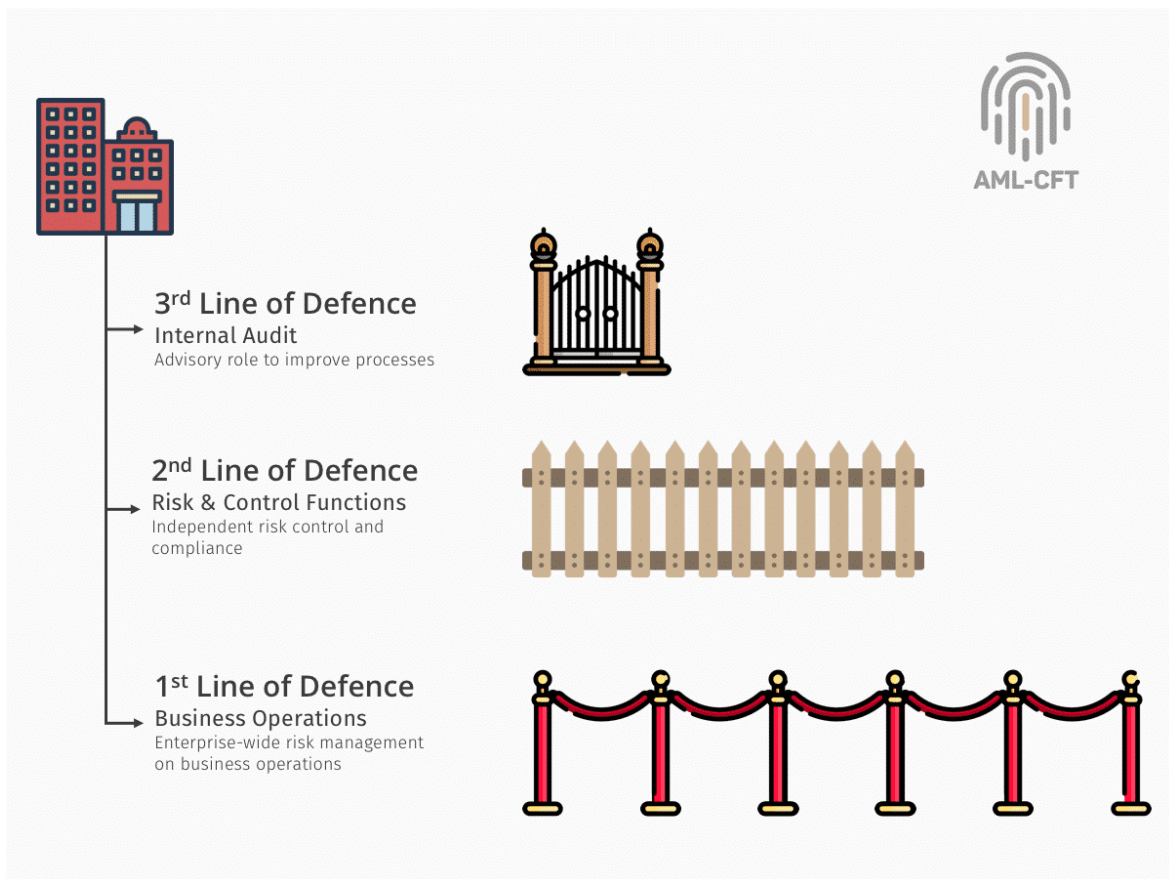 AML-CFT
3rd Line of Defence
Internal Audit
Advisory role to improve processes
2nd Line of Defence
Risk & Control Functions
Independent risk control and
compliance
1st Line of Defence
Business Operations
Enterprise-wide risk management
on business operations